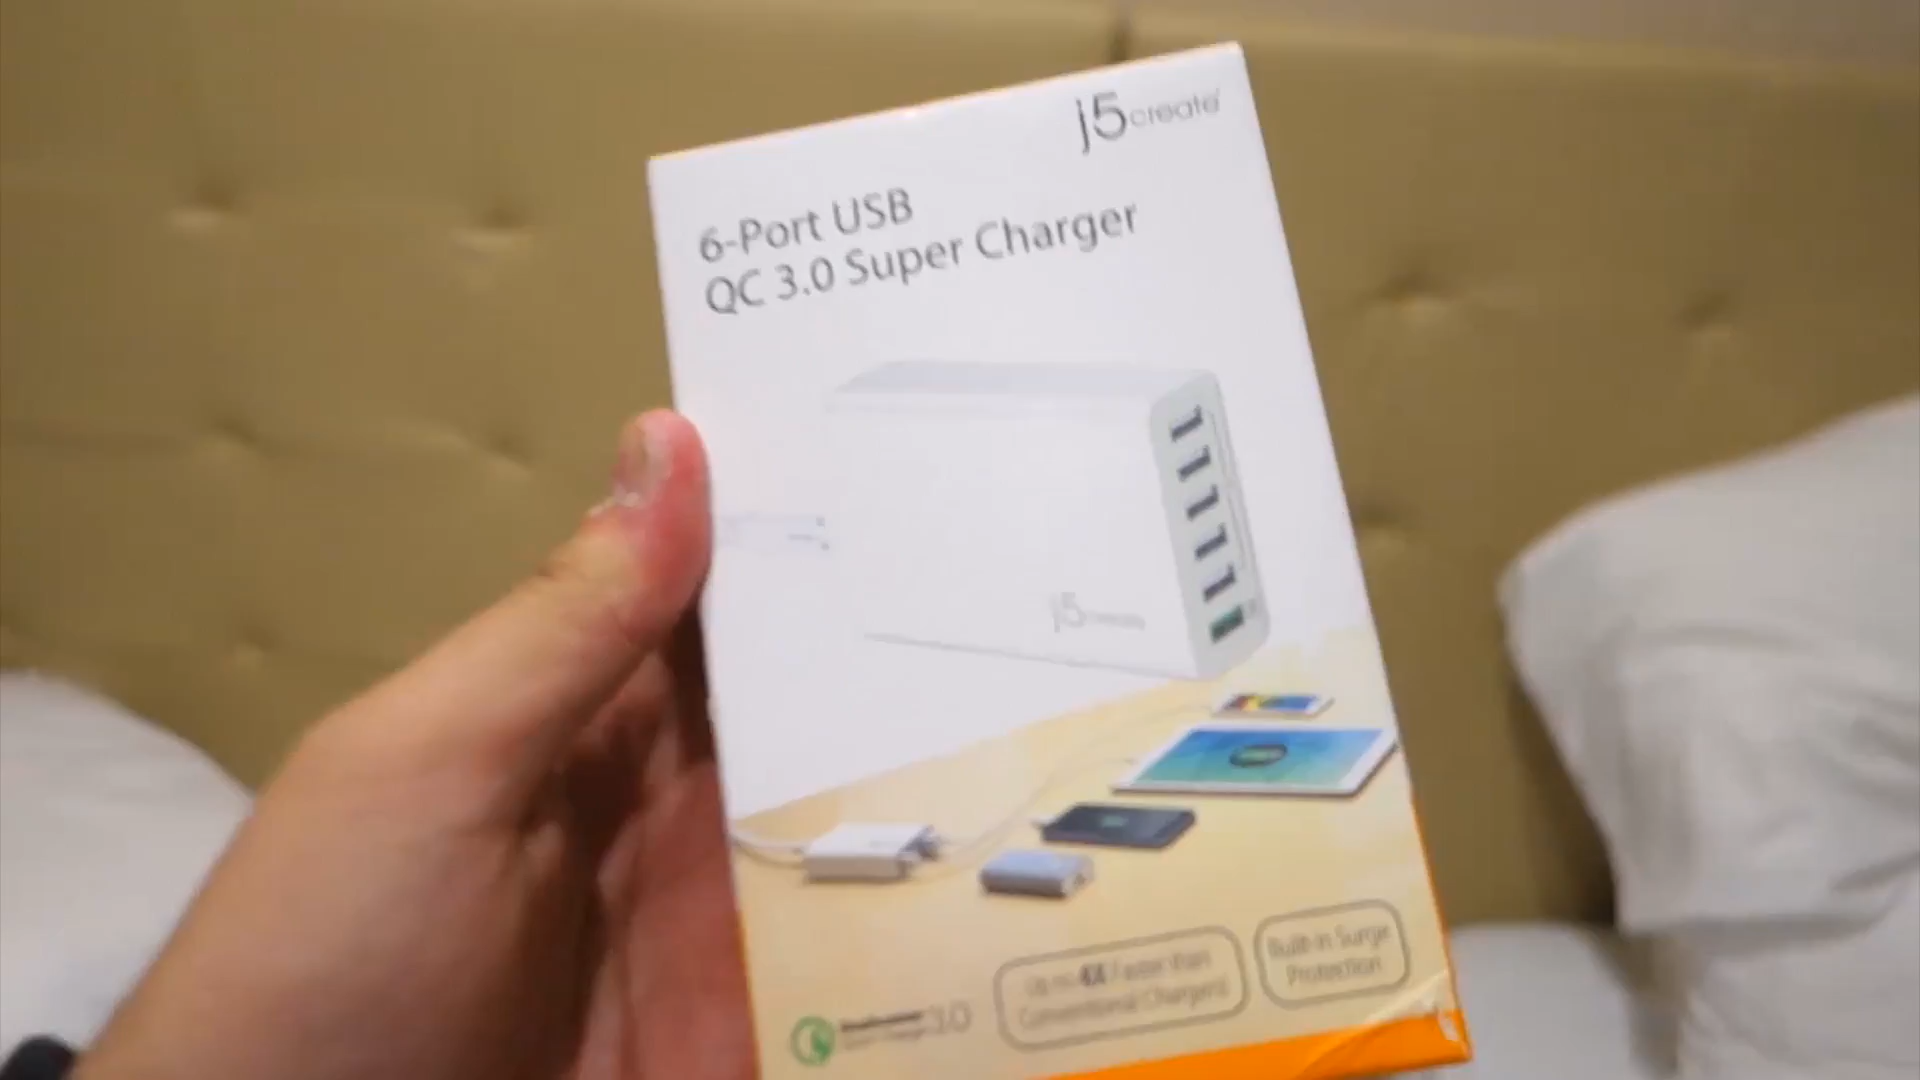 j5create
6-Port USB
QC 3.0 Super Charger
j5create
3.0
Up to 4X Faster than
Conventional Chargers!
Built-in Surge
Protection